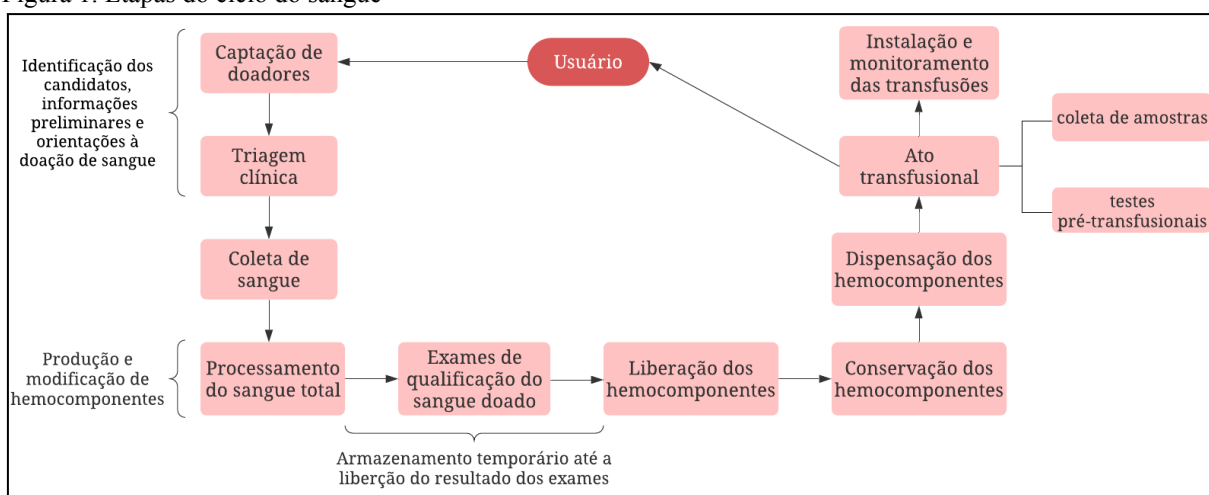 Figura 1: Etapas do ciclo do sangue
Identificação dos
candidatos,
informações
preliminares e
orientações à
doação de sangue
Captação de
doadores
Usuário
Instalação e
monitoramento
das transfusões
coleta de amostras
Triagem
clínica
Ato
transfusional
testes
pré-transfusionais
Coleta de
sangue
Dispensação dos
hemocomponentes
Produção e
modificação de
hemocomponentes
Processamento
do sangue total
Exames de
qualificação do
sangue doado
Liberação dos
hemocomponentes
Conservação dos
hemocomponentes
Armazenamento temporário até a
liberção do resultado dos exames